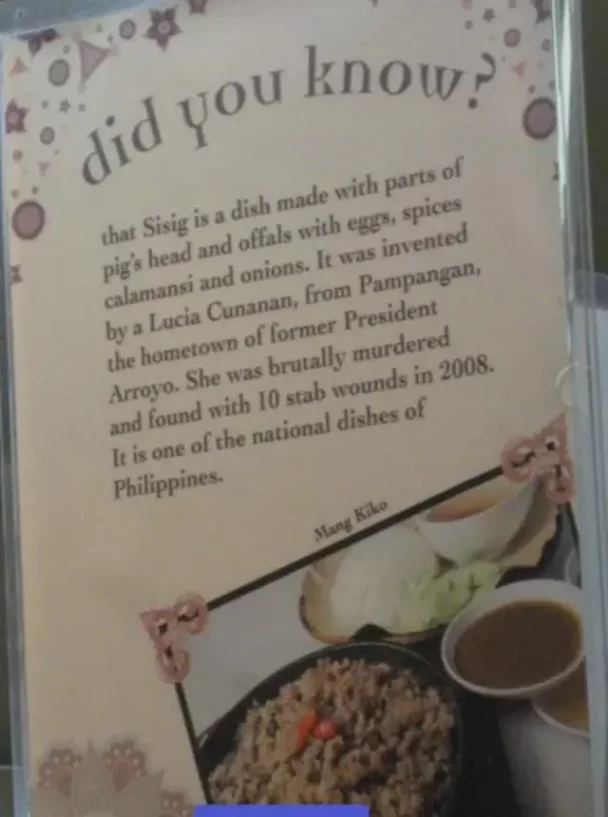 did you know?
that Sisig is a dish made with parts of
pig's head and offals with eggs, spices
calamansi and onions. It was invented
by a Lucia Cunanan, from Pampangan,
the hometown of former President
Arroyo. She was brutally murdered
and found with 10 stab wounds in 2008.
It is one of the national dishes of
Philippines.
Mang Kiko